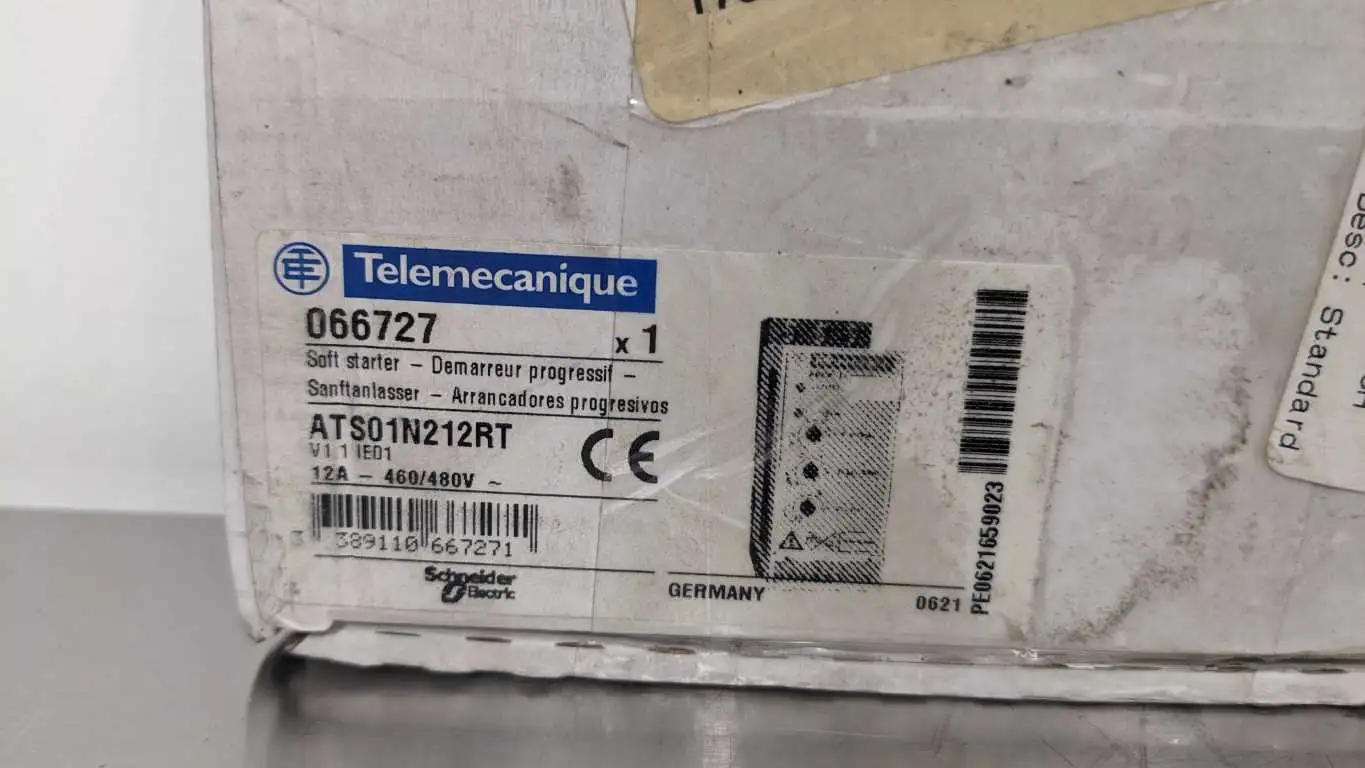 Telemecanique
066727 x 1
Soft starter – Demarreur progressif –
Sanftanlasser – Arrancadores progresivos
ATS01N212RT
V1.1 IE01
CE
12A – 460/480V ~
3 389110 667271
Schneider
Electric
GERMANY
0621
PE0621659023
Desc: Standard